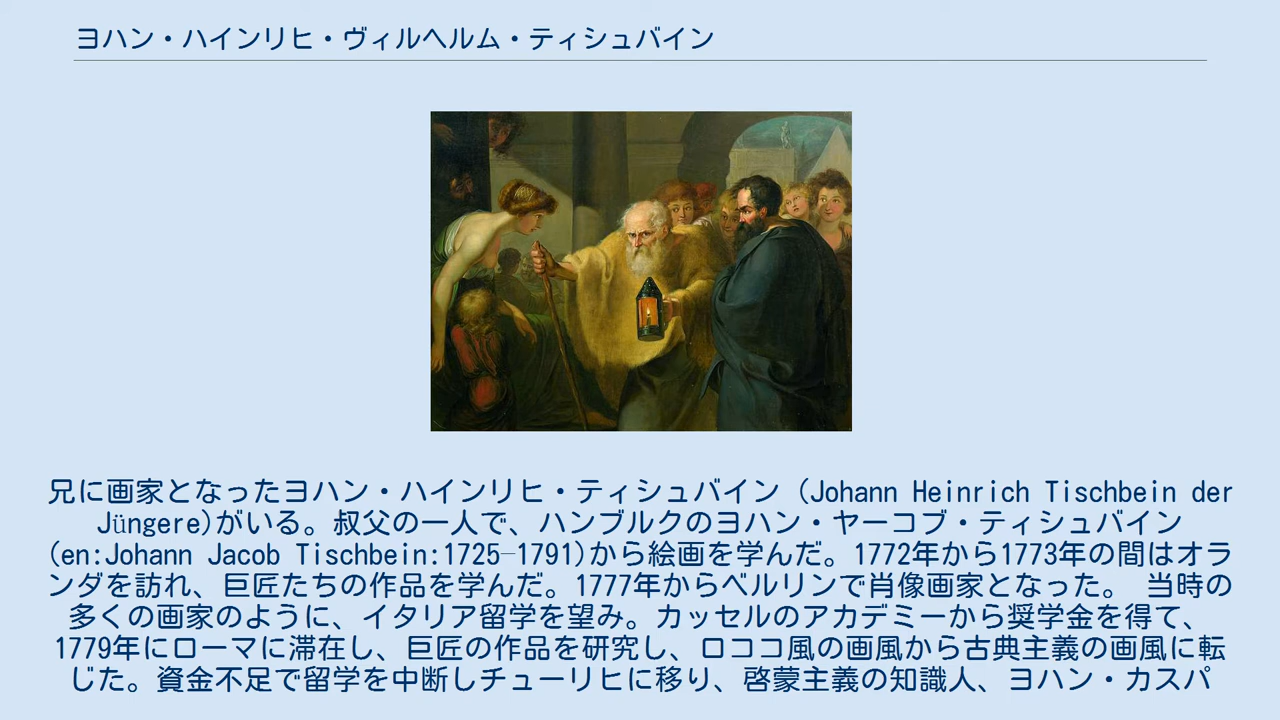 ヨハン・ハインリヒ・ヴィルヘルム・ティシュバイン
兄に画家となったヨハン・ハインリヒ・ティシュバイン（Johann Heinrich Tischbein der
Jüngere)がいる。叔父の一人で、ハンブルクのヨハン・ヤーコブ・ティシュバイン
(en:Johann Jacob Tischbein:1725–1791)から絵画を学んだ。1772年から1773年の間はオラ
ンダを訪れ、巨匠たちの作品を学んだ。1777年からベルリンで肖像画家となった。 当時の
多くの画家のように、イタリア留学を望み。カッセルのアカデミーから奨学金を得て、
1779年にローマに滞在し、巨匠の作品を研究し、ロココ風の画風から古典主義の画風に転
じた。資金不足で留学を中断しチューリヒに移り、啓蒙主義の知識人、ヨハン・カスパ